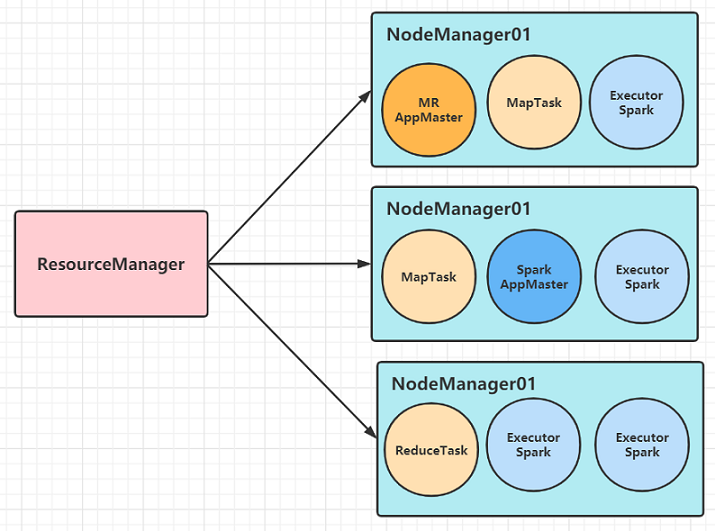 ResourceManager
NodeManager01
MR
AppMaster
MapTask
Executor
Spark
NodeManager01
MapTask
Spark
AppMaster
Executor
Spark
NodeManager01
ReduceTask
Executor
Spark
Executor
Spark